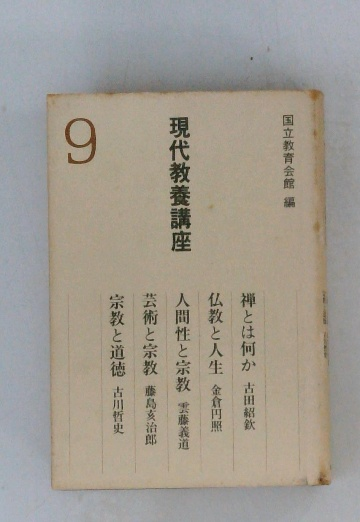 国立教育会館 編
現代教養講座
9
禅とは何か 古田紹欽
仏教と人生 金倉円照
人間性と宗教 雲藤義道
芸術と宗教 藤島亥治郎
宗教と道徳 古川哲史